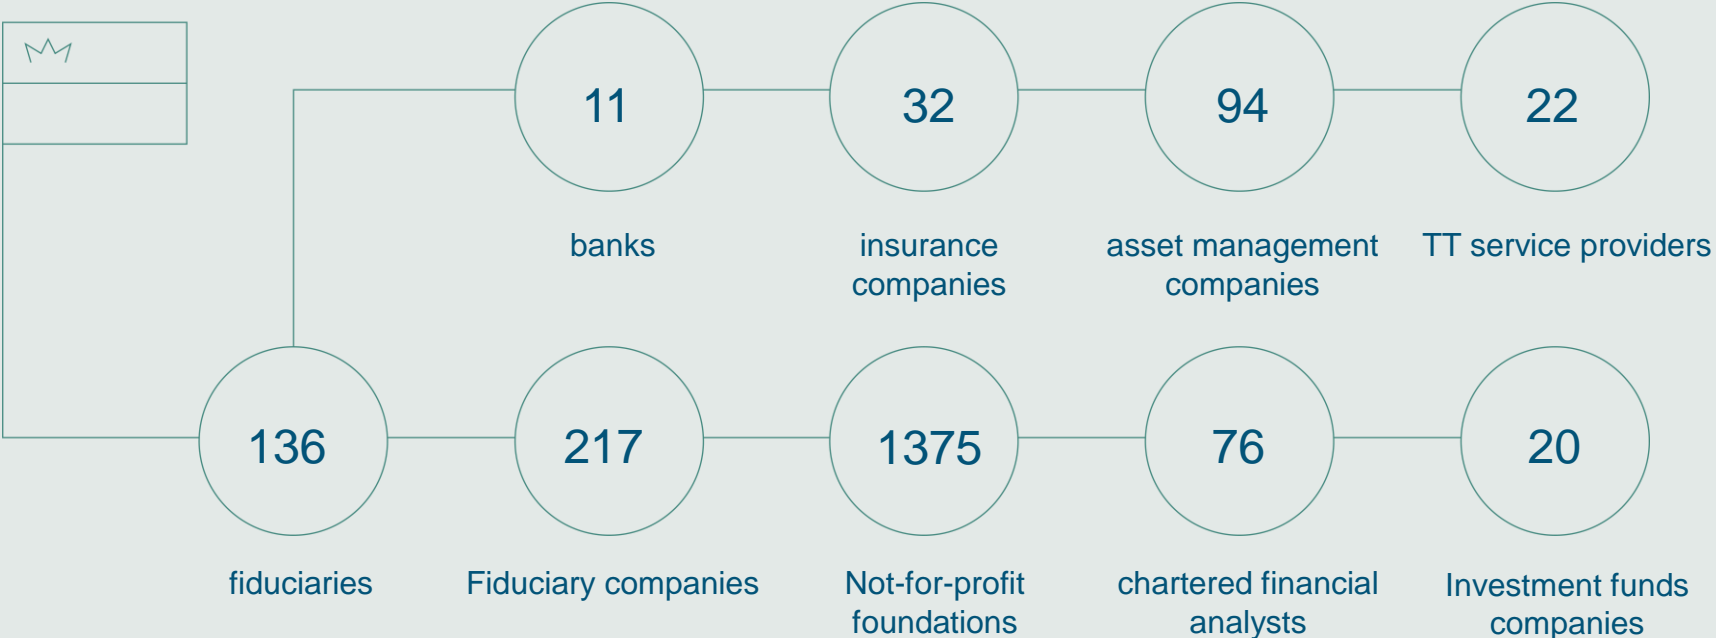 11
32
94
22
banks
insurance
companies
asset management
companies
TT service providers
136
217
1375
76
20
fiduciaries
Fiduciary companies
Not-for-profit
foundations
chartered financial
analysts
Investment funds
companies